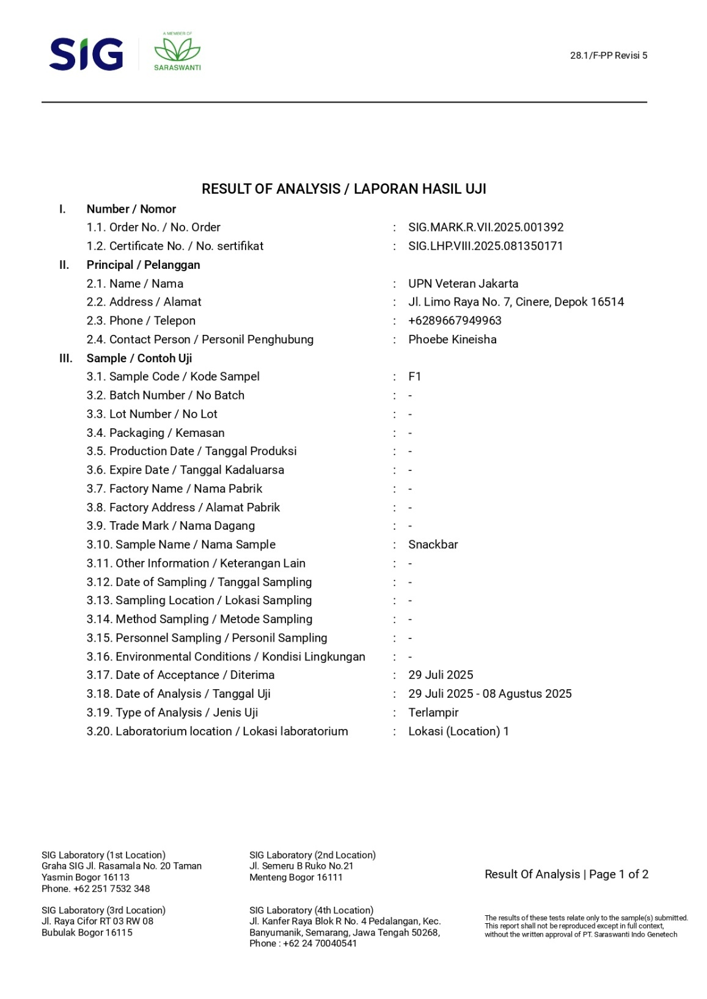 SIG
A MEMBER OF
SARASWANTI
28.1/F-PP Revisi 5
RESULT OF ANALYSIS / LAPORAN HASIL UJI
I. Number / Nomor
1.1. Order No. / No. Order : SIG.MARK.R.VII.2025.001392
1.2. Certificate No. / No. sertifikat : SIG.LHP.VIII.2025.081350171
II. Principal / Pelanggan
2.1. Name / Nama : UPN Veteran Jakarta
2.2. Address / Alamat : Jl. Limo Raya No. 7, Cinere, Depok 16514
2.3. Phone / Telepon : +6289667949963
2.4. Contact Person / Personil Penghubung : Phoebe Kineisha
III. Sample / Contoh Uji
3.1. Sample Code / Kode Sampel : F1
3.2. Batch Number / No Batch : -
3.3. Lot Number / No Lot : -
3.4. Packaging / Kemasan : -
3.5. Production Date / Tanggal Produksi : -
3.6. Expire Date / Tanggal Kadaluarsa : -
3.7. Factory Name / Nama Pabrik : -
3.8. Factory Address / Alamat Pabrik : -
3.9. Trade Mark / Nama Dagang : -
3.10. Sample Name / Nama Sample : Snackbar
3.11. Other Information / Keterangan Lain : -
3.12. Date of Sampling / Tanggal Sampling : -
3.13. Sampling Location / Lokasi Sampling : -
3.14. Method Sampling / Metode Sampling : -
3.15. Personnel Sampling / Personil Sampling : -
3.16. Environmental Conditions / Kondisi Lingkungan : -
3.17. Date of Acceptance / Diterima : 29 Juli 2025
3.18. Date of Analysis / Tanggal Uji : 29 Juli 2025 - 08 Agustus 2025
3.19. Type of Analysis / Jenis Uji : Terlampir
3.20. Laboratorium location / Lokasi laboratorium : Lokasi (Location) 1
SIG Laboratory (1st Location)
Graha SIG Jl. Rasamala No. 20 Taman
Yasmin Bogor 16113
Phone. +62 251 7532 348
SIG Laboratory (2nd Location)
Jl. Semeru B Ruko No.21
Menteng Bogor 16111
Result Of Analysis | Page 1 of 2
SIG Laboratory (3rd Location)
Jl. Raya Cifor RT 03 RW 08
Bubulak Bogor 16115
SIG Laboratory (4th Location)
Jl. Kanfer Raya Blok R No. 4 Pedalangan, Kec.
Banyumanik, Semarang, Jawa Tengah 50268,
Phone : +62 24 70040541
The results of these tests relate only to the sample(s) submitted.
This report shall not be reproduced except in full context,
without the written approval of PT. Saraswanti Indo Genetech